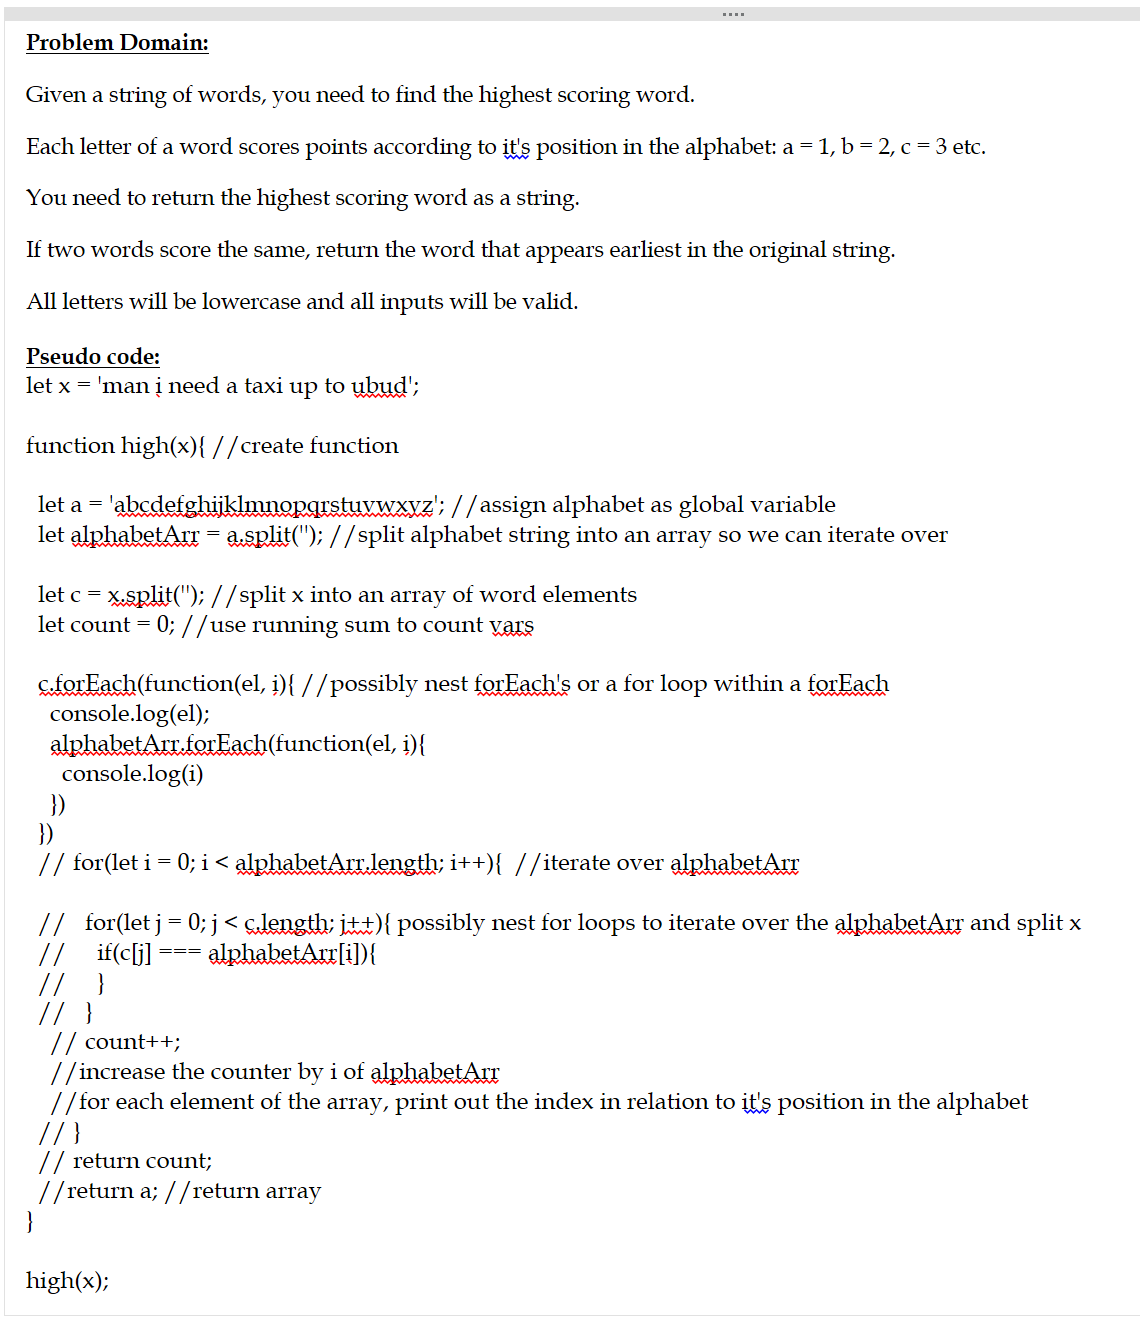 Problem Domain:
Given a string of words, you need to find the highest scoring word.
Each letter of a word scores points according to it's position in the alphabet: a = 1, b = 2, c = 3 etc.
You need to return the highest scoring word as a string.
If two words score the same, return the word that appears earliest in the original string.
All letters will be lowercase and all inputs will be valid.
Pseudo code:
let x = 'man i need a taxi up to ubud';
function high(x){ //create function
let a = 'abcdefghijklmnopqrstuvwxyz'; //assign alphabet as global variable
let alphabetArr = a.split(''); //split alphabet string into an array so we can iterate over
let c = x.split(''); //split x into an array of word elements
let count = 0; //use running sum to count vars
c.forEach(function(el, i){ //possibly nest forEach's or a for loop within a forEach
console.log(el);
alphabetArr.forEach(function(el, i){
console.log(i)
})
})
// for(let i = 0; i < alphabetArr.length; i++){ //iterate over alphabetArr
// for(let j = 0; j < c.length; j++){ possibly nest for loops to iterate over the alphabetArr and split x
// if(c[j] === alphabetArr[i]){
// }
// }
// count++;
//increase the counter by i of alphabetArr
//for each element of the array, print out the index in relation to it's position in the alphabet
// }
// return count;
//return a; //return array
}
high(x);